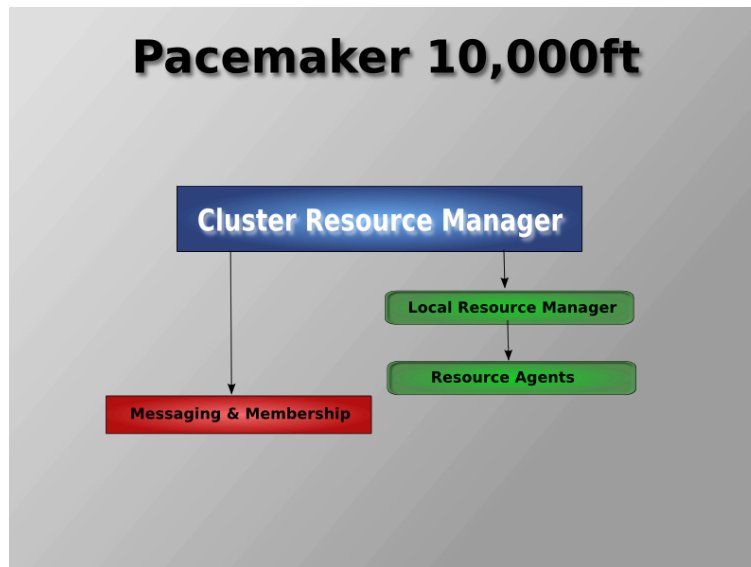 Pacemaker 10,000ft
Cluster Resource Manager
Local Resource Manager
Resource Agents
Messaging & Membership